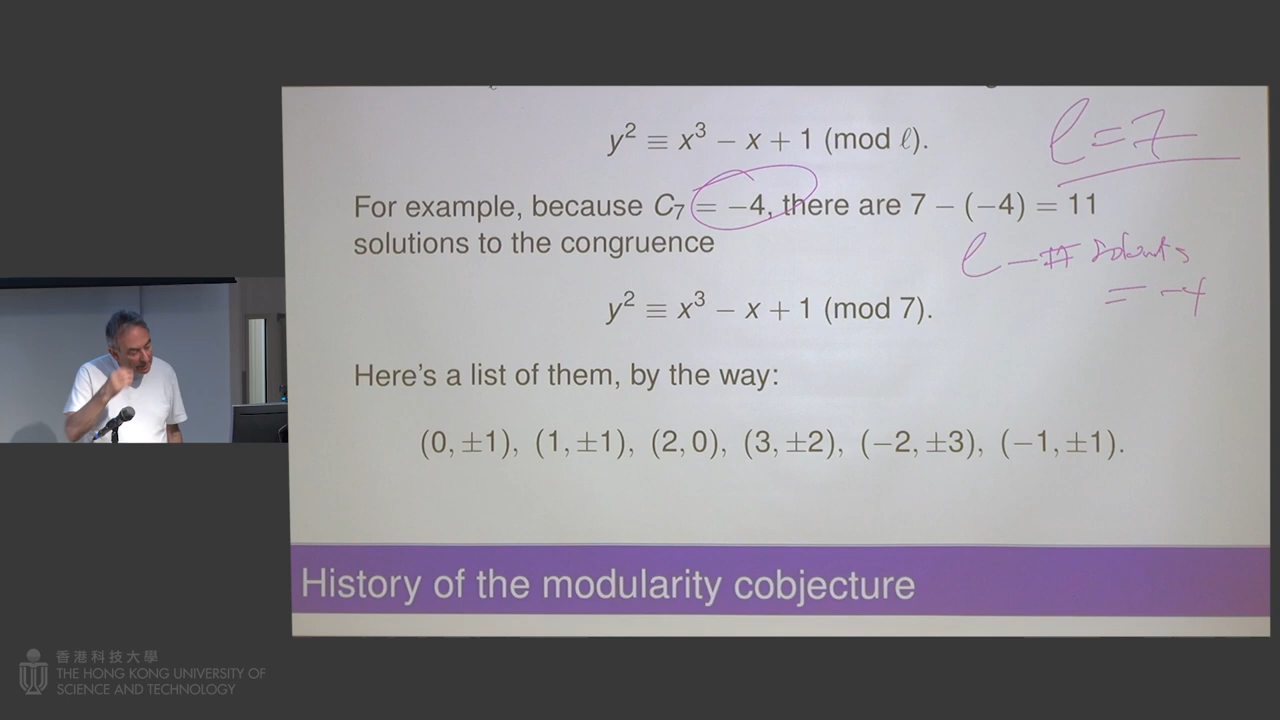 y² ≡ x³ − x + 1 (mod ℓ).
ℓ=7
For example, because C₇ = −4, there are 7 − (−4) = 11
solutions to the congruence
ℓ − #
= −4
y² ≡ x³ − x + 1 (mod 7).
Here's a list of them, by the way:
(0, ±1), (1, ±1), (2, 0), (3, ±2), (−2, ±3), (−1, ±1).
History of the modularity cobjecture
香港科技大學
THE HONG KONG UNIVERSITY OF
SCIENCE AND TECHNOLOGY